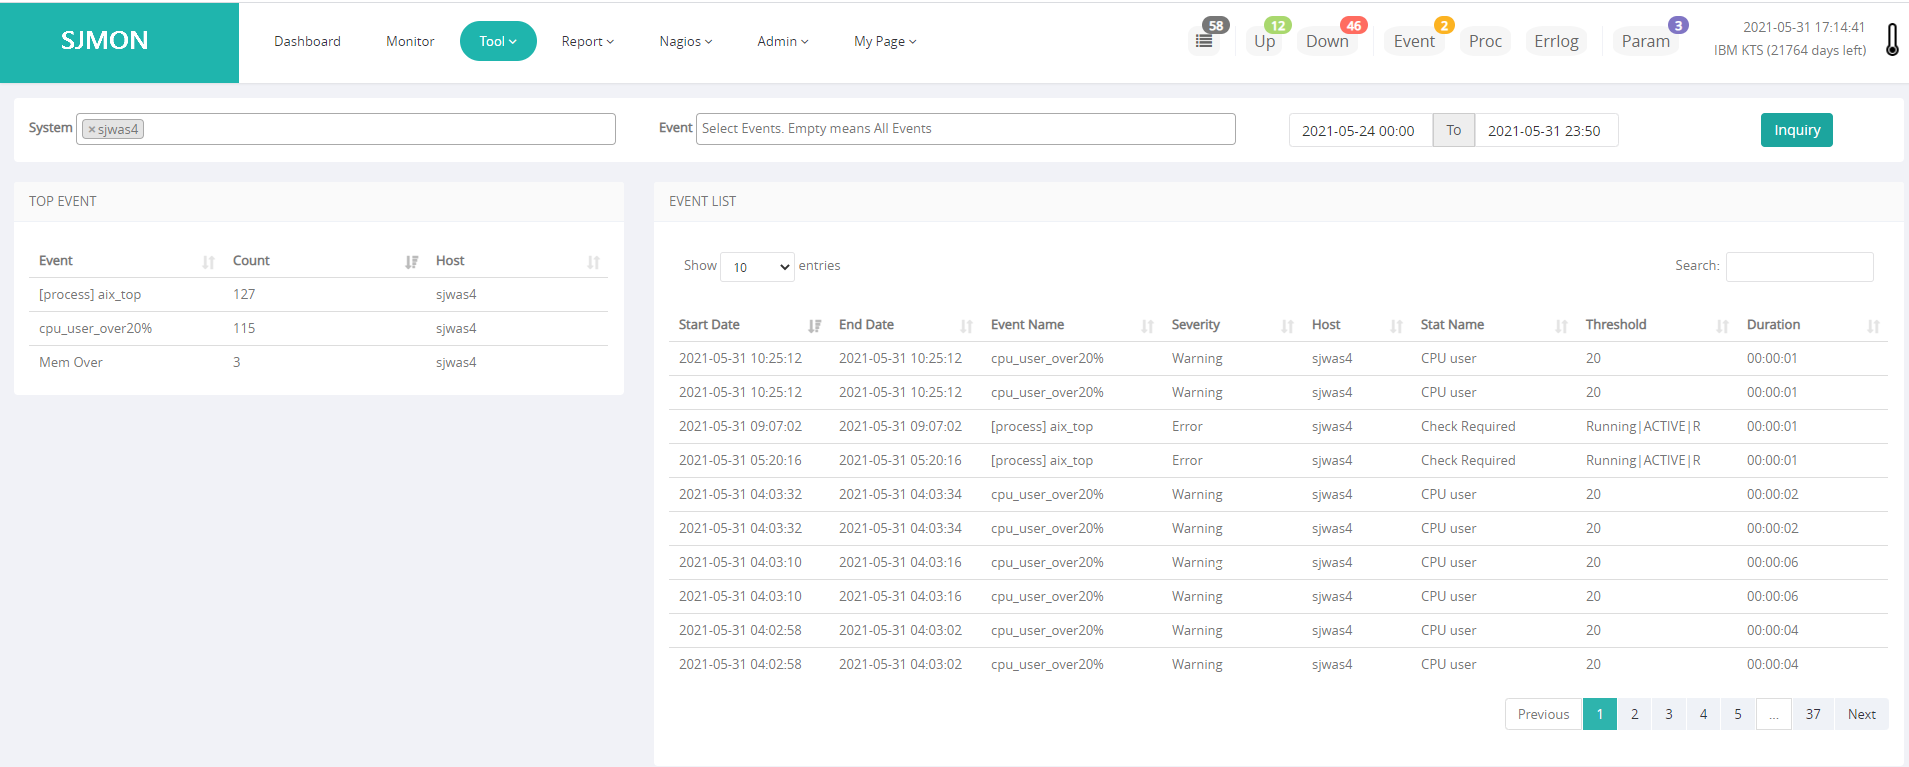 SJMON
Dashboard Monitor Tool Report Nagios Admin My Page
58 Up 12 Down 46 Event 2 Proc Errlog Param 3
2021-05-31 17:14:41
IBM KTS (21764 days left)
System ×sjwas4 Event Select Events. Empty means All Events 2021-05-24 00:00 To 2021-05-31 23:50 Inquiry
TOP EVENT
Event Count Host
[process] aix_top 127 sjwas4
cpu_user_over20% 115 sjwas4
Mem Over 3 sjwas4
EVENT LIST
Show 10 entries Search:
Start Date End Date Event Name Severity Host Stat Name Threshold Duration
2021-05-31 10:25:12 2021-05-31 10:25:12 cpu_user_over20% Warning sjwas4 CPU user 20 00:00:01
2021-05-31 10:25:12 2021-05-31 10:25:12 cpu_user_over20% Warning sjwas4 CPU user 20 00:00:01
2021-05-31 09:07:02 2021-05-31 09:07:02 [process] aix_top Error sjwas4 Check Required Running|ACTIVE|R 00:00:01
2021-05-31 05:20:16 2021-05-31 05:20:16 [process] aix_top Error sjwas4 Check Required Running|ACTIVE|R 00:00:01
2021-05-31 04:03:32 2021-05-31 04:03:34 cpu_user_over20% Warning sjwas4 CPU user 20 00:00:02
2021-05-31 04:03:32 2021-05-31 04:03:34 cpu_user_over20% Warning sjwas4 CPU user 20 00:00:02
2021-05-31 04:03:10 2021-05-31 04:03:16 cpu_user_over20% Warning sjwas4 CPU user 20 00:00:06
2021-05-31 04:03:10 2021-05-31 04:03:16 cpu_user_over20% Warning sjwas4 CPU user 20 00:00:06
2021-05-31 04:02:58 2021-05-31 04:03:02 cpu_user_over20% Warning sjwas4 CPU user 20 00:00:04
2021-05-31 04:02:58 2021-05-31 04:03:02 cpu_user_over20% Warning sjwas4 CPU user 20 00:00:04
Previous 1 2 3 4 5 ... 37 Next